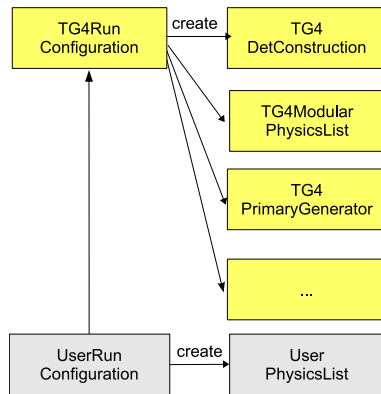 TG4Run
Configuration
create
TG4
DetConstruction
TG4Modular
PhysicsList
TG4
PrimaryGenerator
...
UserRun
Configuration
create
User
PhysicsList